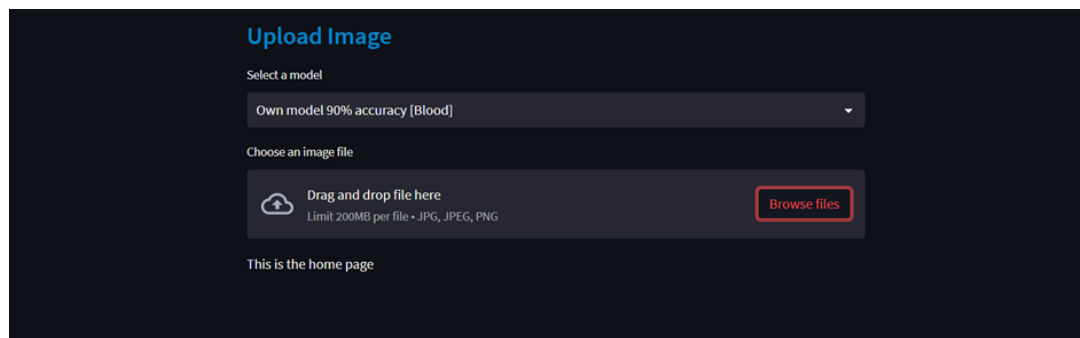 Upload Image
Select a model
Own model 90% accuracy [Blood]
Choose an image file
Drag and drop file here
Limit 200MB per file • JPG, JPEG, PNG
Browse files
This is the home page